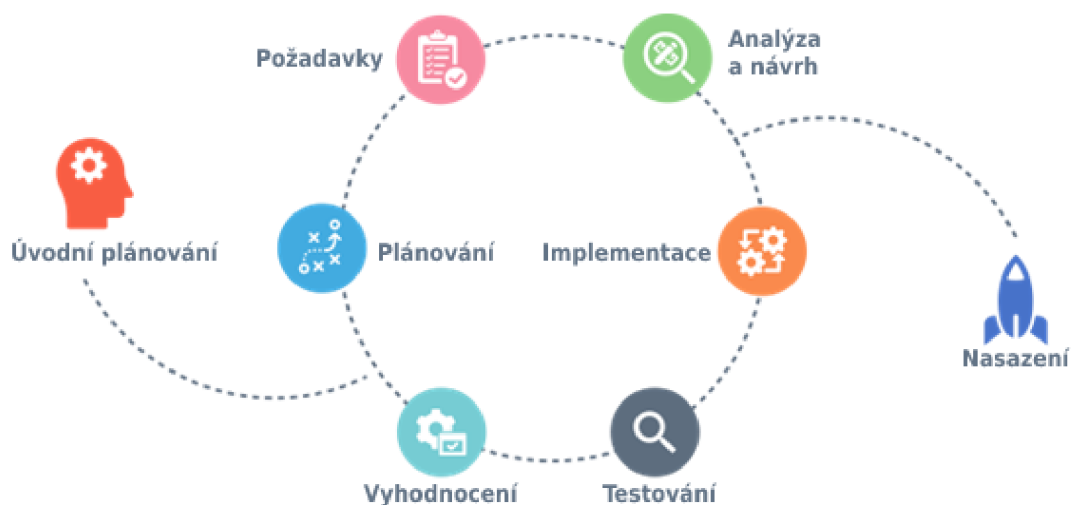 Požadavky
Analýza
a návrh
Úvodní plánování
Plánování
Implementace
Nasazení
Vyhodnocení
Testování